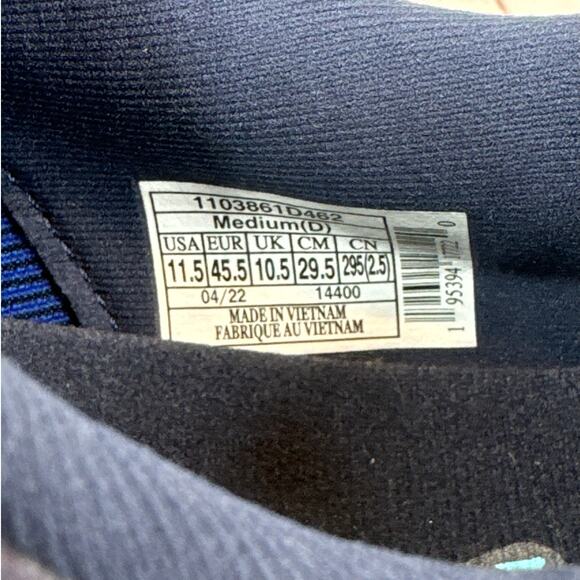 1103861D462
Medium(D)
USA EUR UK CM CN
11.5 45.5 10.5 29.5 295(2.5)
04/22 14400
MADE IN VIETNAM
FABRIQUE AU VIETNAM